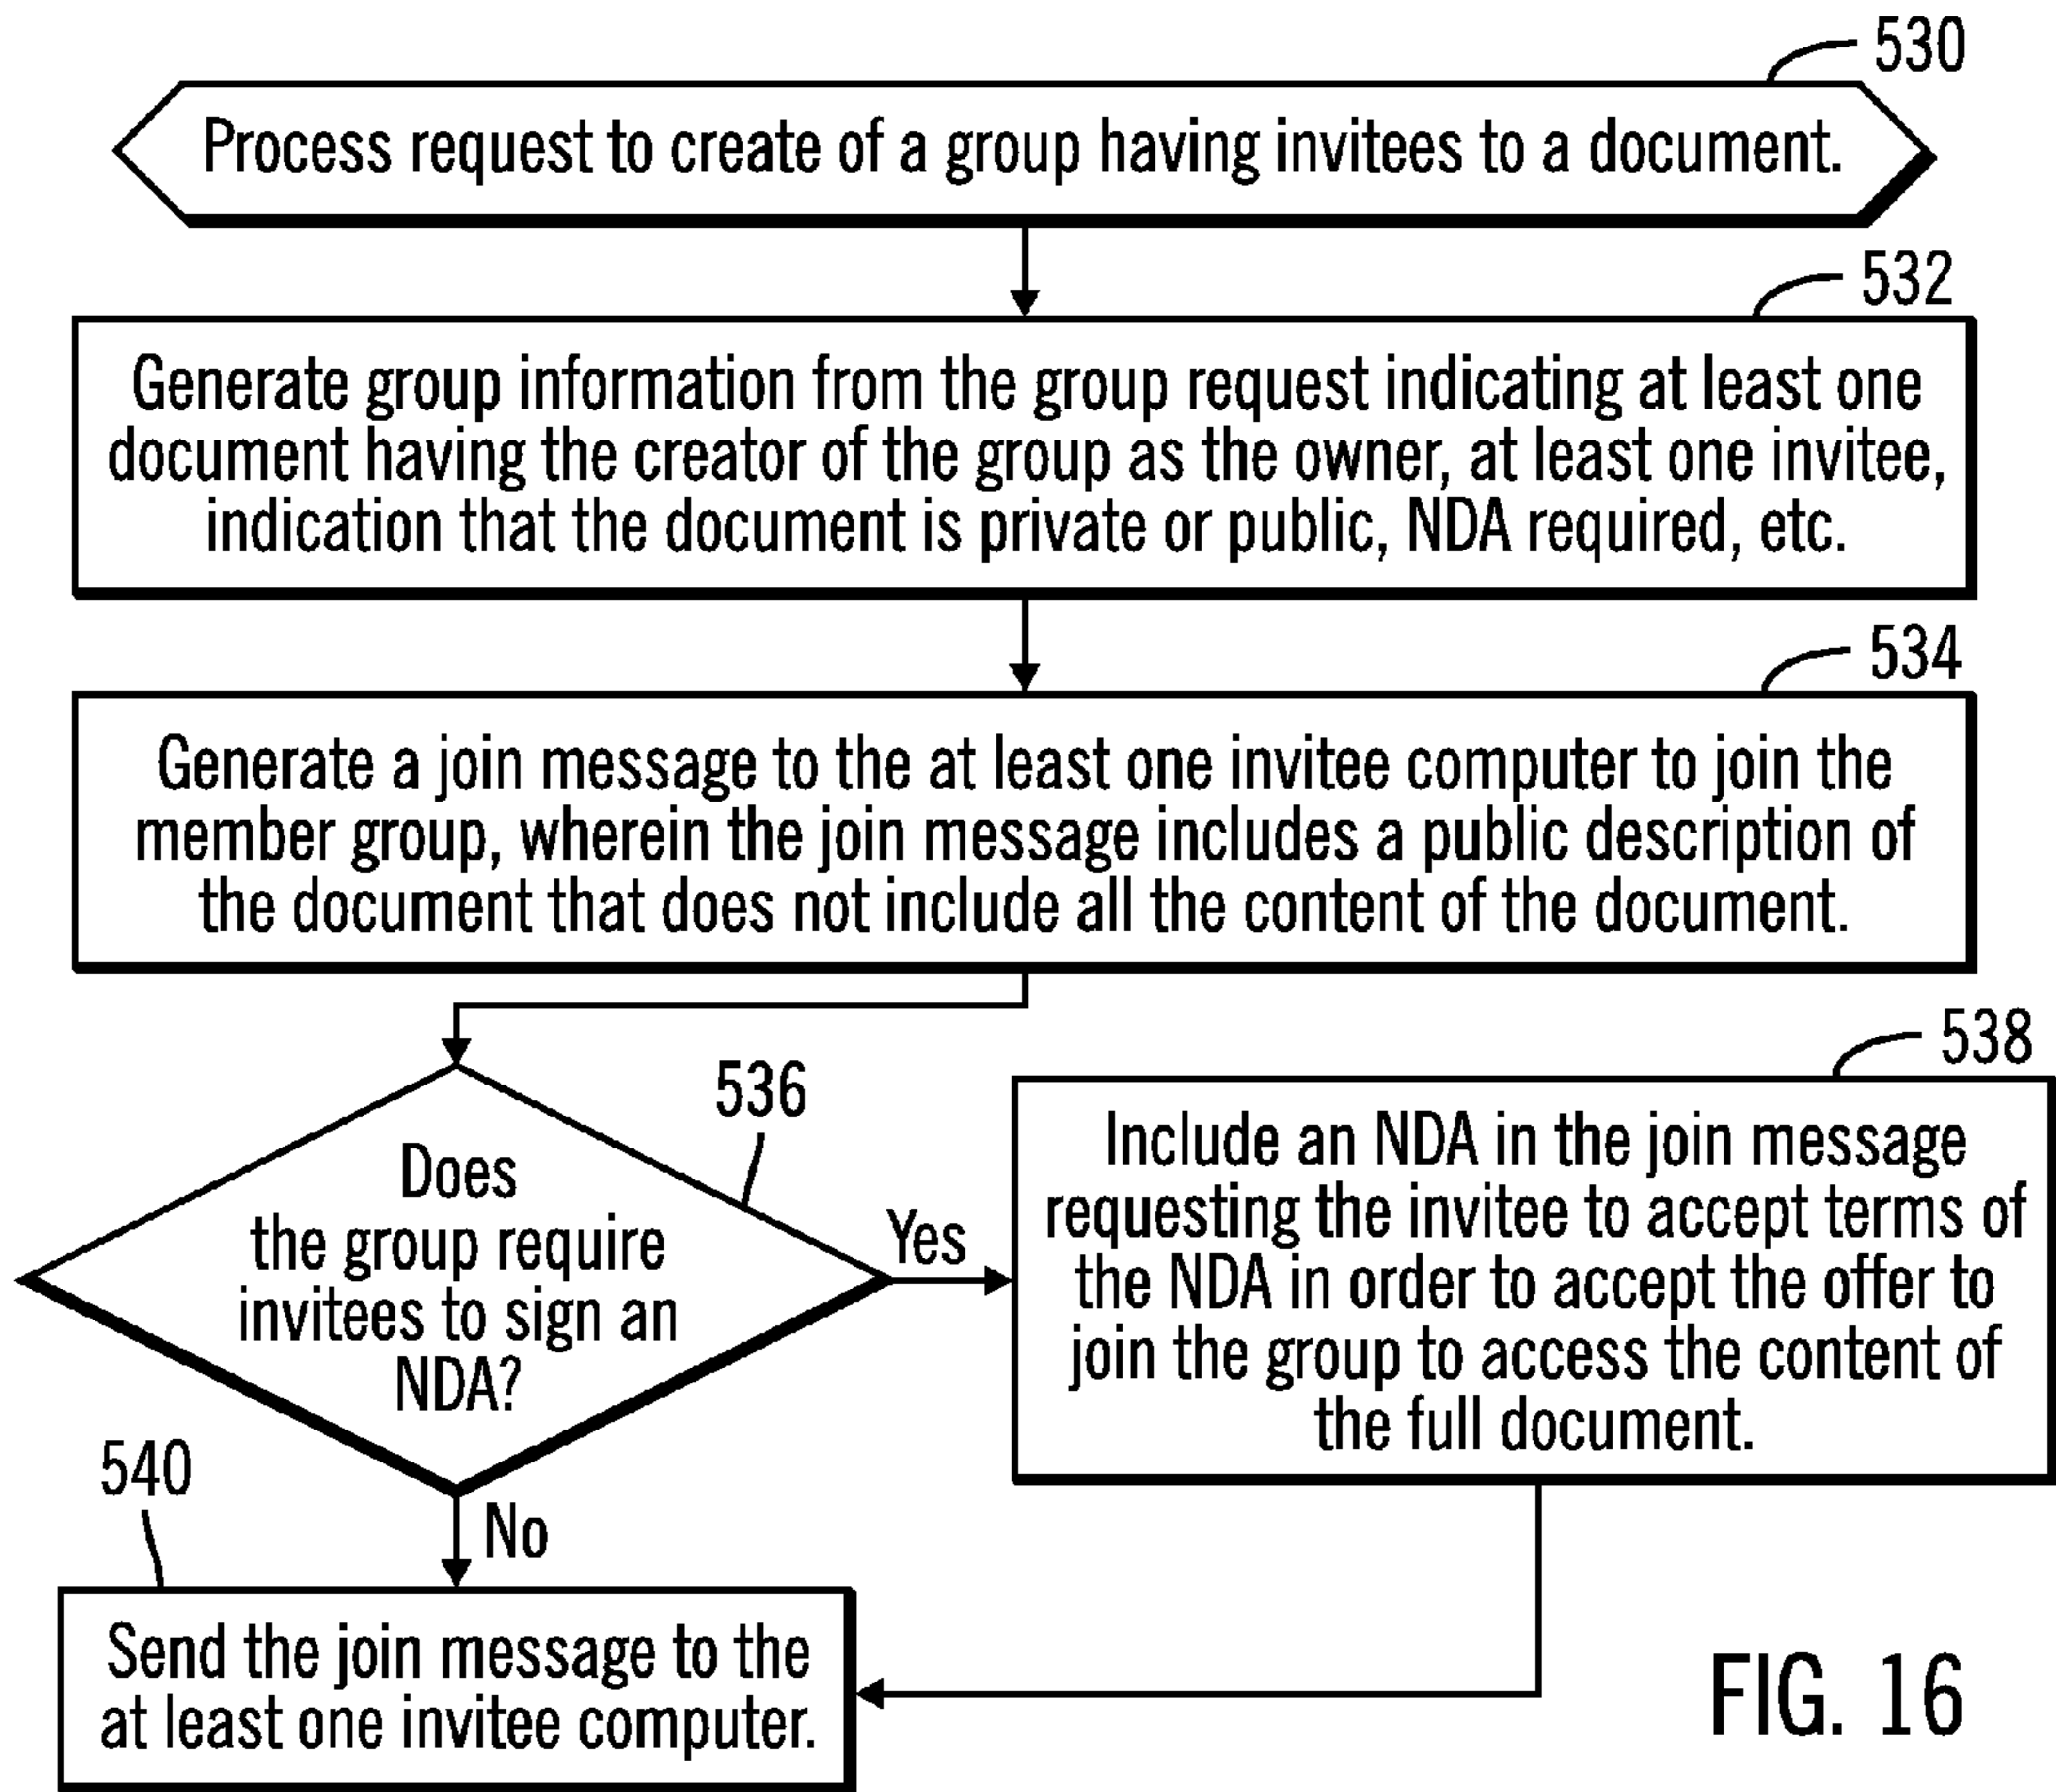 530
Process request to create of a group having invitees to a document.
532
Generate group information from the group request indicating at least one
document having the creator of the group as the owner, at least one invitee,
indication that the document is private or public, NDA required, etc.
534
Generate a join message to the at least one invitee computer to join the
member group, wherein the join message includes a public description of
the document that does not include all the content of the document.
536
Does
the group require
invitees to sign an
NDA?
Yes
538
Include an NDA in the join message
requesting the invitee to accept terms of
the NDA in order to accept the offer to
join the group to access the content of
the full document.
No
540
Send the join message to the
at least one invitee computer.
FIG. 16